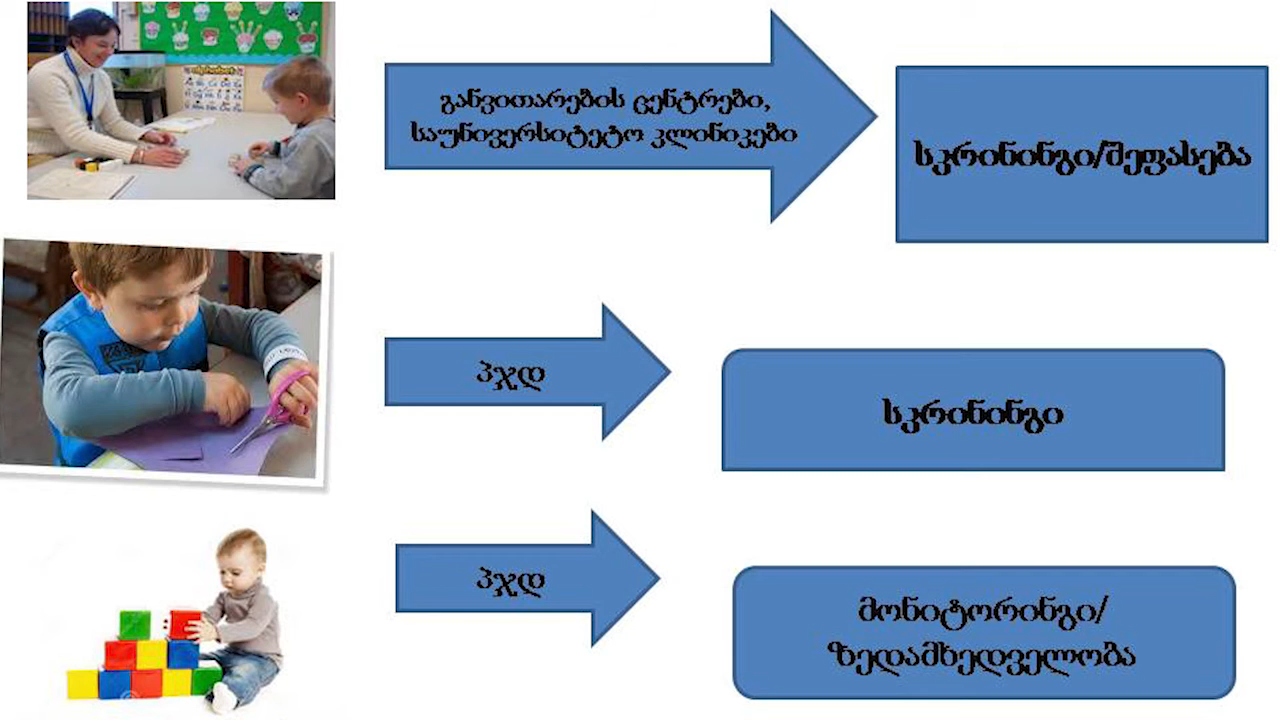 განვითარების ცენტრები,
საუნივერსიტეტო კლინიკები
სკრინინგი/შეფასება
პჯდ
სკრინინგი
პჯდ
მონიტორინგი/
ზედამხედველობა